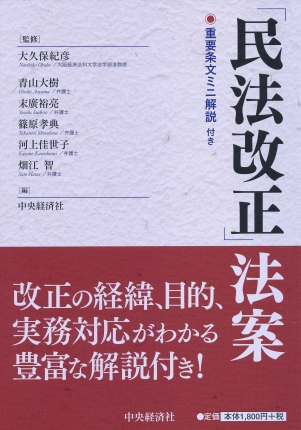 「民法改正」法案
●重要条文ミニ解説 付き
[監修]
大久保紀彦
Norihiko Okubo／大阪経済法科大学法学部准教授
青山大樹
Hiroki Aoyama／弁護士
末廣裕亮
Yusuke Suehiro／弁護士
篠原孝典
Takanori Shinohara／弁護士
河上佳世子
Kayoko Kawakami／弁護士
畑江 智
Sato Hatae／弁護士
[編]
中央経済社
改正の経緯、目的、
実務対応がわかる
豊富な解説付き!
中央経済社
●定価 本体1,800円+税